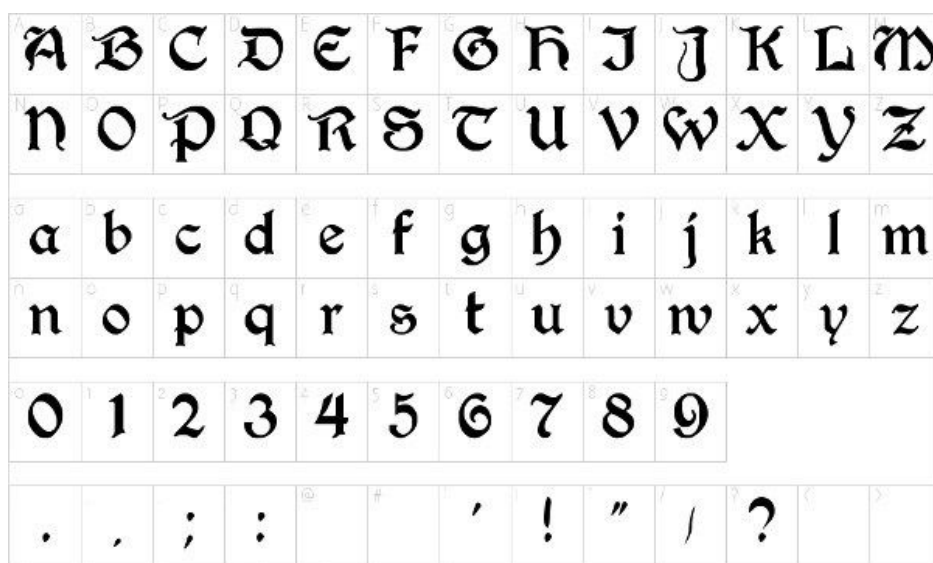 A B C D E F G H I J K L M
N O P Q R S T U V W X Y Z
a b c d e f g h i j k l m
n o p q r s t u v w x y z
0 1 2 3 4 5 6 7 8 9
. , ; : @ # ' ! " / ? ( )